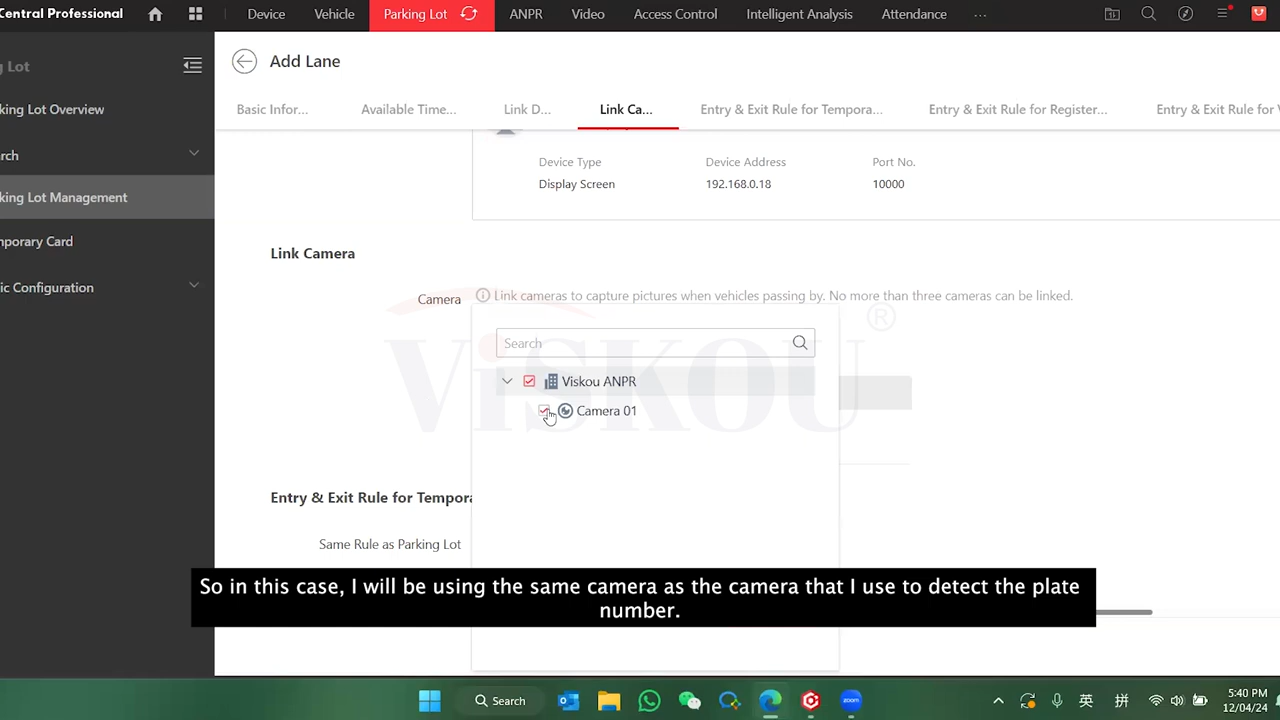 Central Professional
Device
Vehicle
Parking Lot
ANPR
Video
Access Control
Intelligent Analysis
Attendance
...
g Lot
Add Lane
king Lot Overview
rch
king Lot Management
nporary Card
ic Configuration
Basic Infor...
Available Time...
Link D...
Link Ca...
Entry & Exit Rule for Tempora...
Entry & Exit Rule for Register...
Entry & Exit Rule for V
Device Type
Device Address
Port No.
Display Screen
192.168.0.18
10000
Link Camera
Camera
Link cameras to capture pictures when vehicles passing by. No more than three cameras can be linked.
Search
Viskou ANPR
Camera 01
ViSKOU®
Entry & Exit Rule for Tempora
Same Rule as Parking Lot
So in this case, I will be using the same camera as the camera that I use to detect the plate
number.
Search
zoom
英
拼
5:40 PM
12/04/24